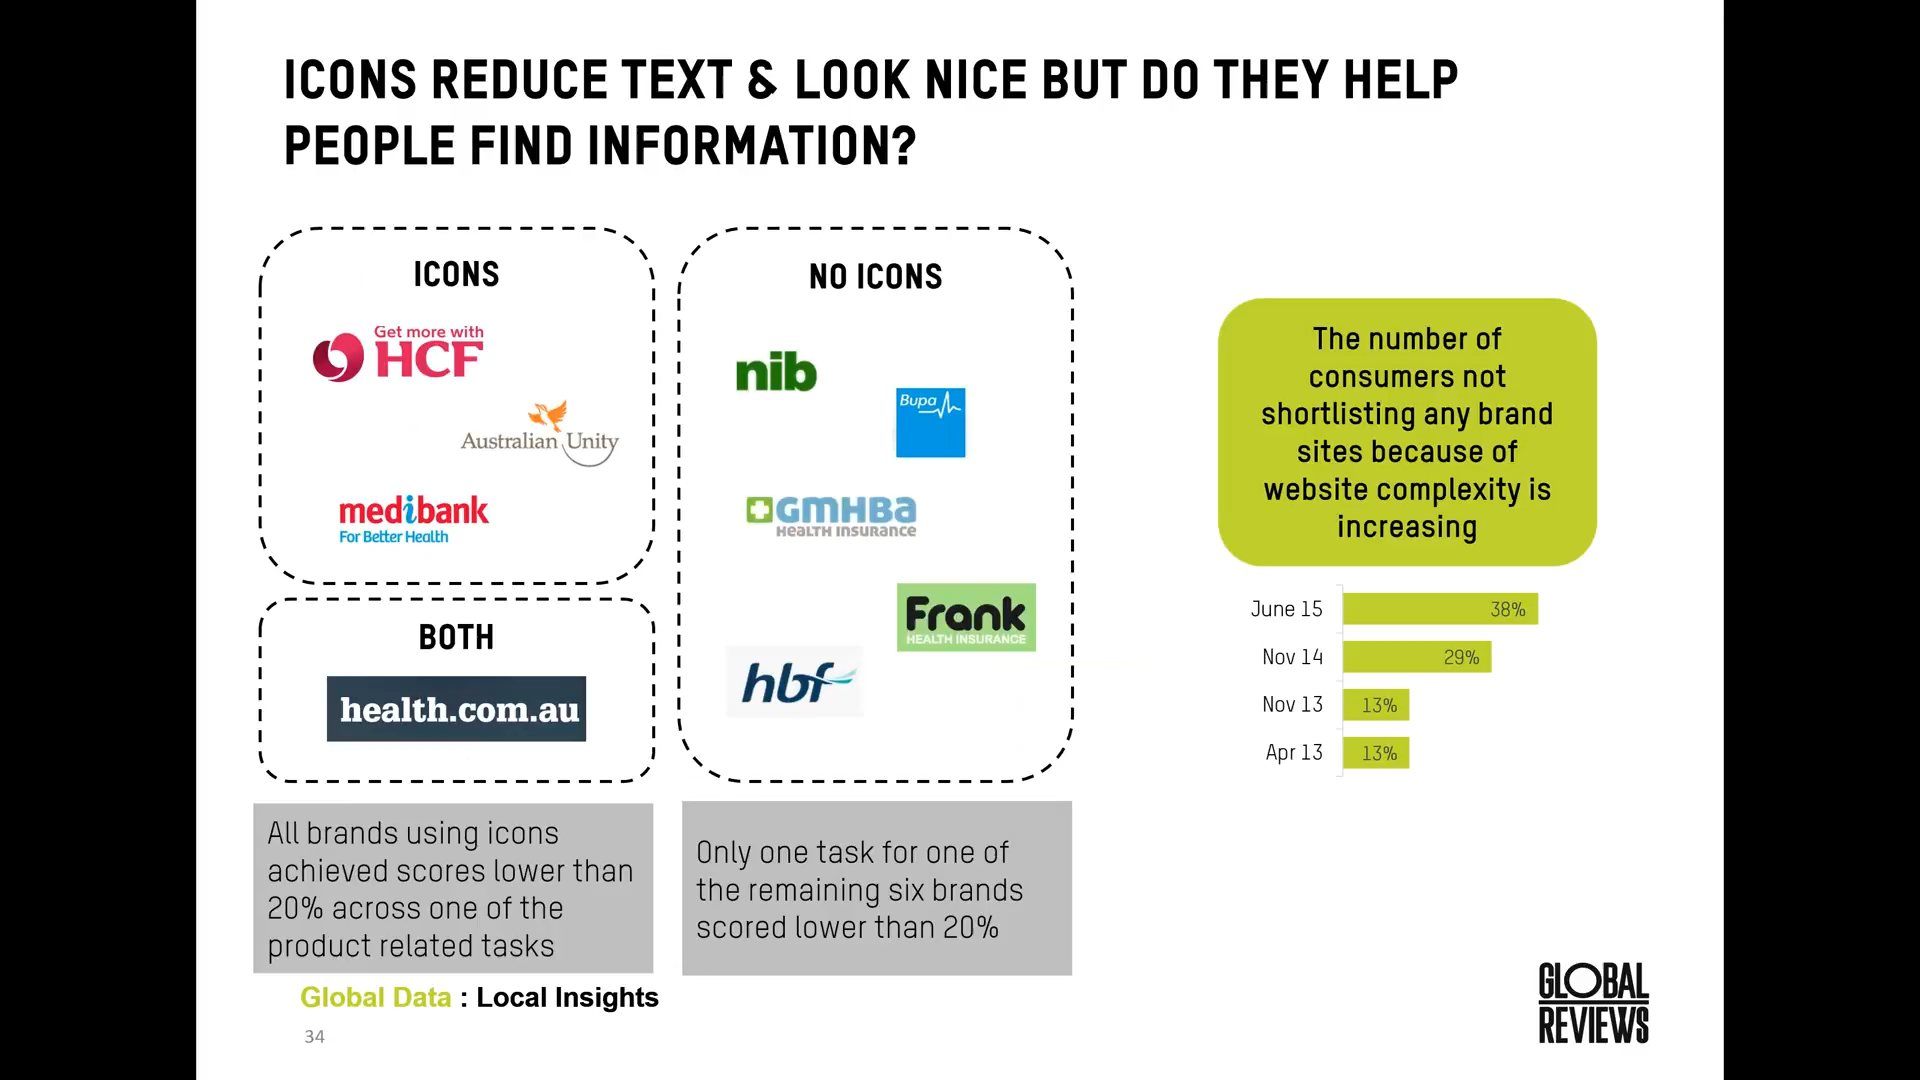 ICONS REDUCE TEXT & LOOK NICE BUT DO THEY HELP
PEOPLE FIND INFORMATION?
ICONS
Get more with
HCF
Australian Unity
medibank
For Better Health
BOTH
health.com.au
NO ICONS
nib
Bupa
GMHBa
HEALTH INSURANCE
Frank
HEALTH INSURANCE
hbf
The number of
consumers not
shortlisting any brand
sites because of
website complexity is
increasing
June 15 38%
Nov 14 29%
Nov 13 13%
Apr 13 13%
All brands using icons
achieved scores lower than
20% across one of the
product related tasks
Only one task for one of
the remaining six brands
scored lower than 20%
Global Data : Local Insights
34
GLOBAL
REVIEWS